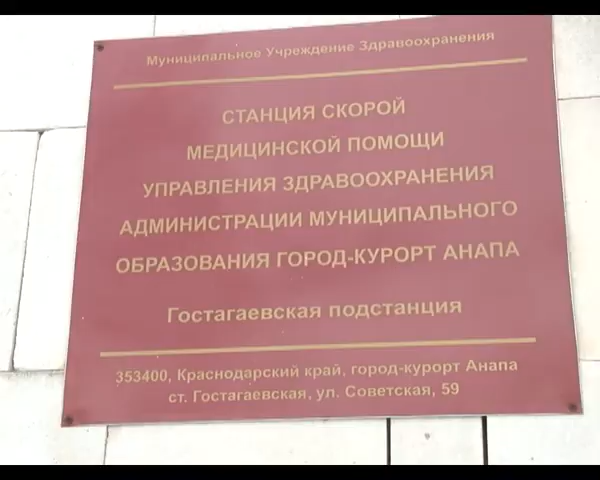 Муниципальное Учреждение Здравоохранения
СТАНЦИЯ СКОРОЙ
МЕДИЦИНСКОЙ ПОМОЩИ
УПРАВЛЕНИЯ ЗДРАВООХРАНЕНИЯ
АДМИНИСТРАЦИИ МУНИЦИПАЛЬНОГО
ОБРАЗОВАНИЯ ГОРОД-КУРОРТ АНАПА
Гостагаевская подстанция
353400, Краснодарский край, город-курорт Анапа
ст. Гостагаевская, ул. Советская, 59